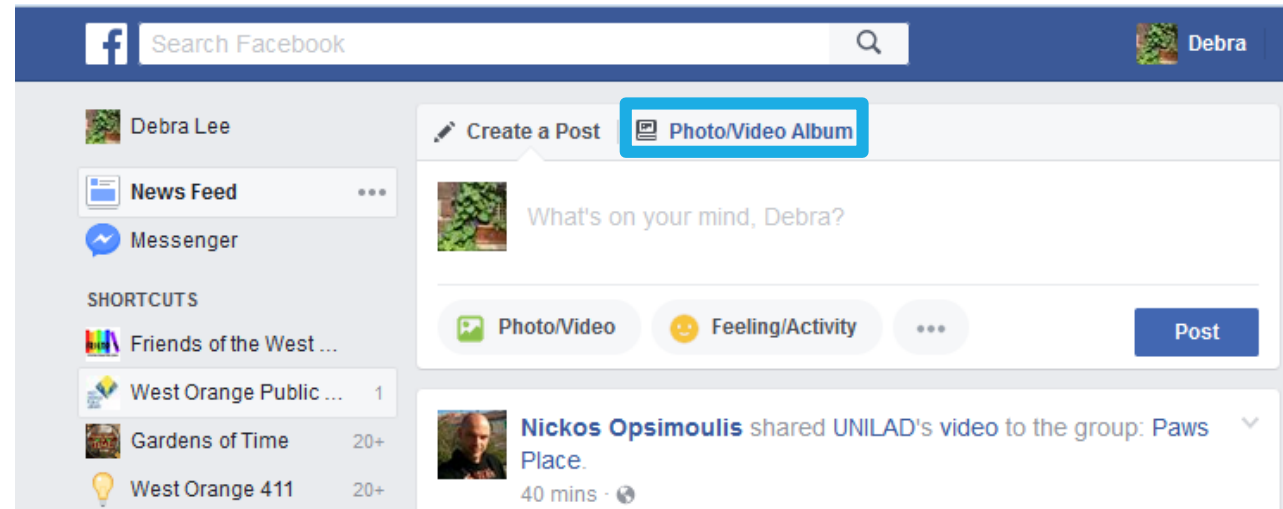 f
Search Facebook
Debra
Debra Lee
News Feed
Messenger
SHORTCUTS
Friends of the West ...
West Orange Public ... 1
Gardens of Time 20+
West Orange 411 20+
Create a Post
Photo/Video Album
What's on your mind, Debra?
Photo/Video
Feeling/Activity
Post
Nickos Opsimoulis shared UNILAD's video to the group: Paws
Place.
40 mins ·